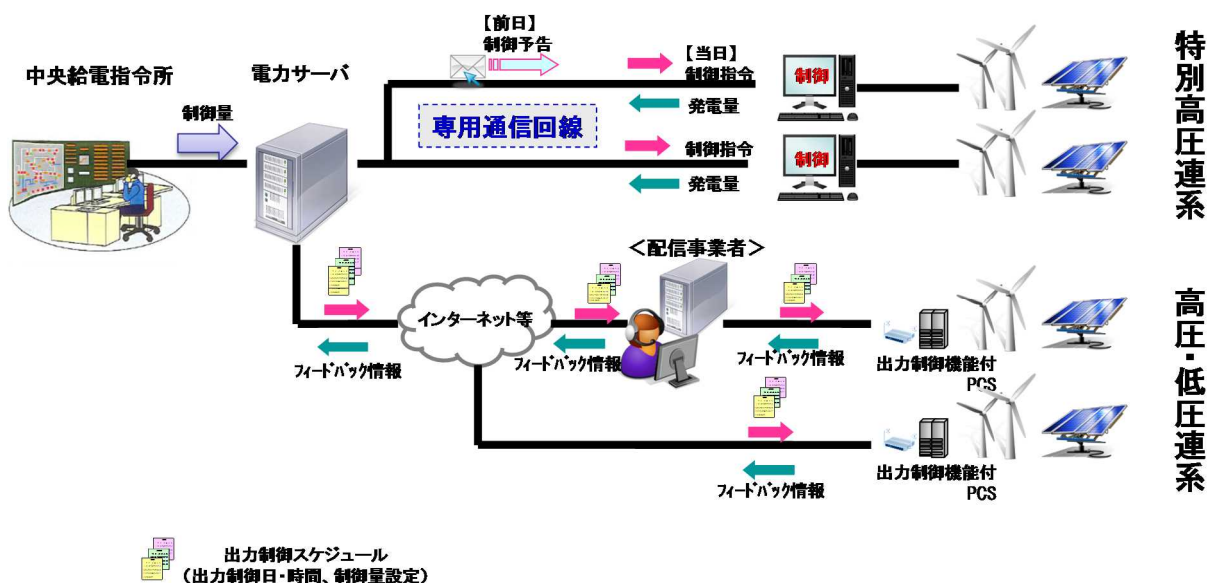 【前日】
制御予告
【当日】
制御指令
発電量
中央給電指令所
電力サーバ
制御量
専用通信回線
制御
制御指令
発電量
制御
特別高圧連系
＜配信事業者＞
インターネット等
フィードバック情報
フィードバック情報
フィードバック情報
出力制御機能付
PCS
フィードバック情報
出力制御機能付
PCS
高圧・低圧連系
出力制御スケジュール
（出力制御日・時間、制御量設定）